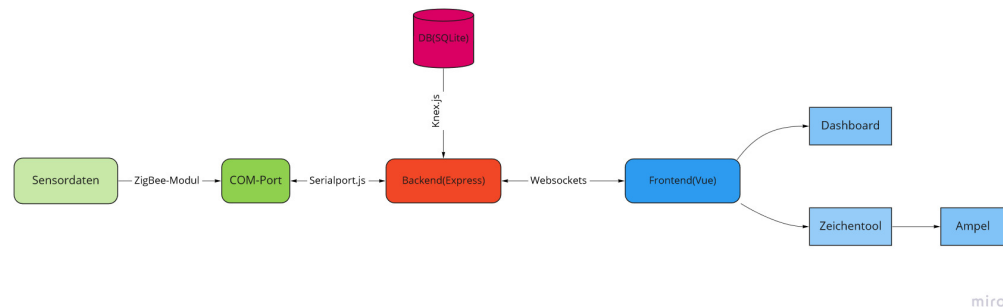 DB(SQLite)
Knex.js
Dashboard
Sensordaten
ZigBee-Modul
COM-Port
Serialport.js
Backend(Express)
Websockets
Frontend(Vue)
Zeichentool
Ampel